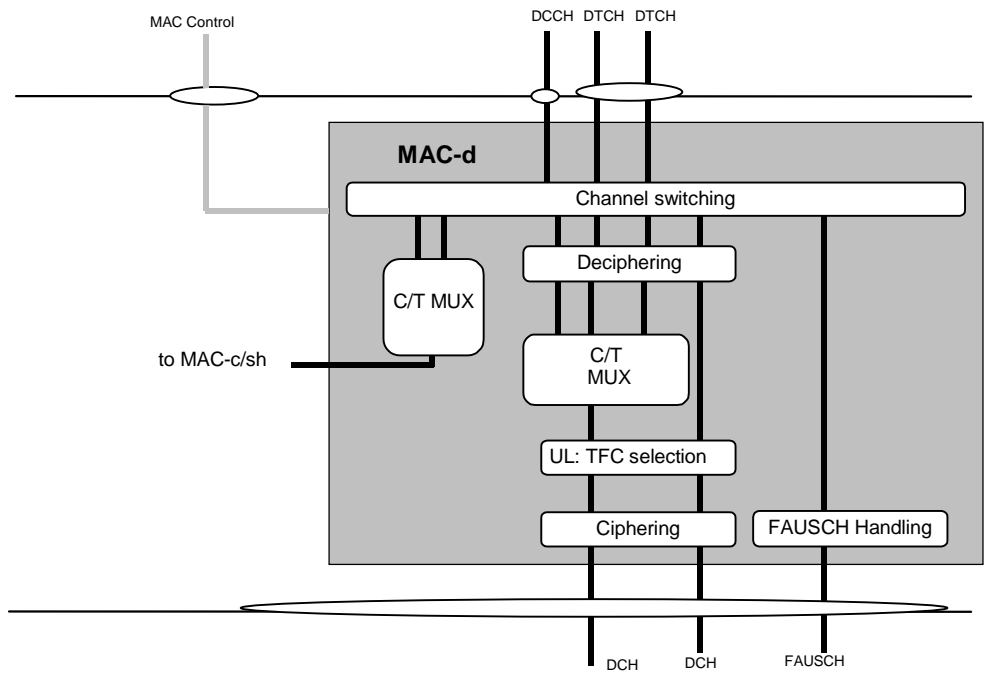 MAC Control
DCCH DTCH DTCH
MAC-d
Channel switching
Deciphering
C/T MUX
to MAC-c/sh
C/T
MUX
UL: TFC selection
Ciphering
FAUSCH Handling
DCH
DCH
FAUSCH